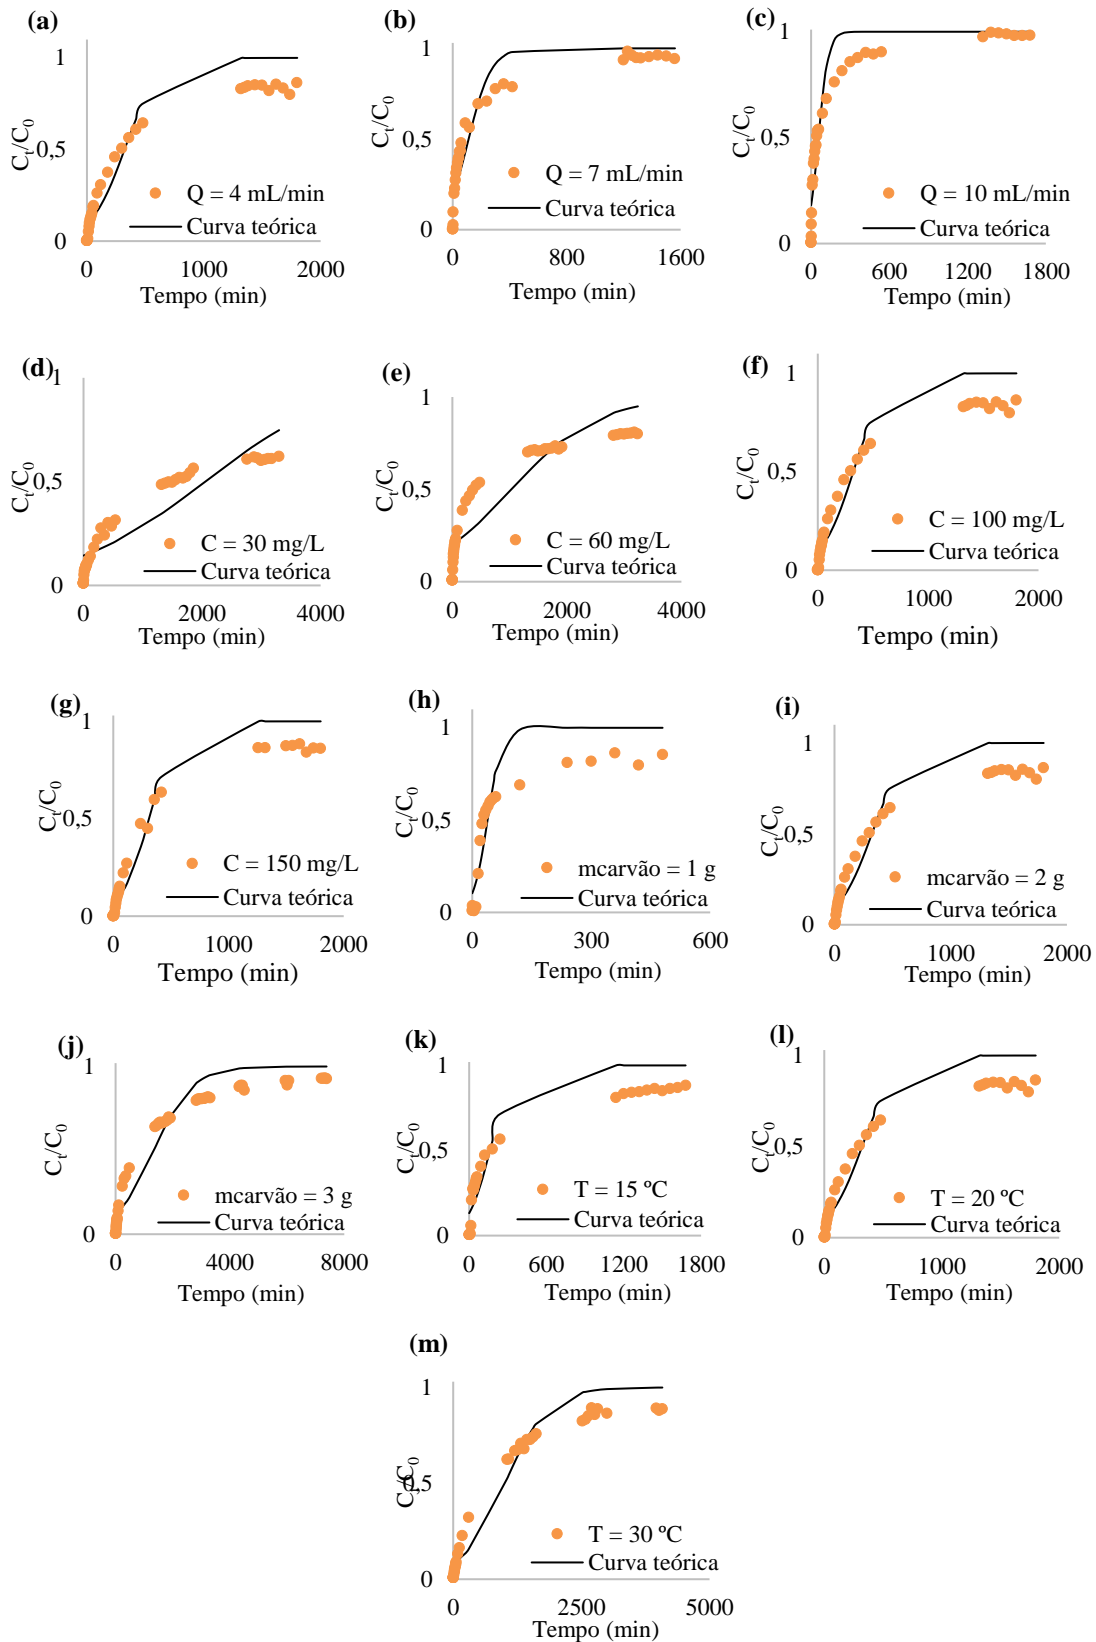 (a)
1
0,5
0
Ct/C0
Q = 4 mL/min
Curva teórica
0 1000 2000
Tempo (min)
(b)
1
0,5
0
Ct/C0
Q = 7 mL/min
Curva teórica
0 800 1600
Tempo (min)
(c)
1
0,5
0
Ct/C0
Q = 10 mL/min
Curva teórica
0 600 1200 1800
Tempo (min)
(d)
1
0,5
0
Ct/C0
C = 30 mg/L
Curva teórica
0 2000 4000
Tempo (min)
(e)
1
0,5
0
Ct/C0
C = 60 mg/L
Curva teórica
0 2000 4000
Tempo (min)
(f)
1
0,5
0
Ct/C0
C = 100 mg/L
Curva teórica
0 1000 2000
Tempo (min)
(g)
1
0,5
0
Ct/C0
C = 150 mg/L
Curva teórica
0 1000 2000
Tempo (min)
(h)
1
0,5
0
Ct/C0
mcarvão = 1 g
Curva teórica
0 300 600
Tempo (min)
(i)
1
0,5
0
Ct/C0
mcarvão = 2 g
Curva teórica
0 1000 2000
Tempo (min)
(j)
1
0,5
0
Ct/C0
mcarvão = 3 g
Curva teórica
0 4000 8000
Tempo (min)
(k)
1
0,5
0
Ct/C0
T = 15 ºC
Curva teórica
0 600 1200 1800
Tempo (min)
(l)
1
0,5
0
Ct/C0
T = 20 ºC
Curva teórica
0 1000 2000
Tempo (min)
(m)
1
0,5
0
Ct/C0
T = 30 ºC
Curva teórica
0 2500 5000
Tempo (min)